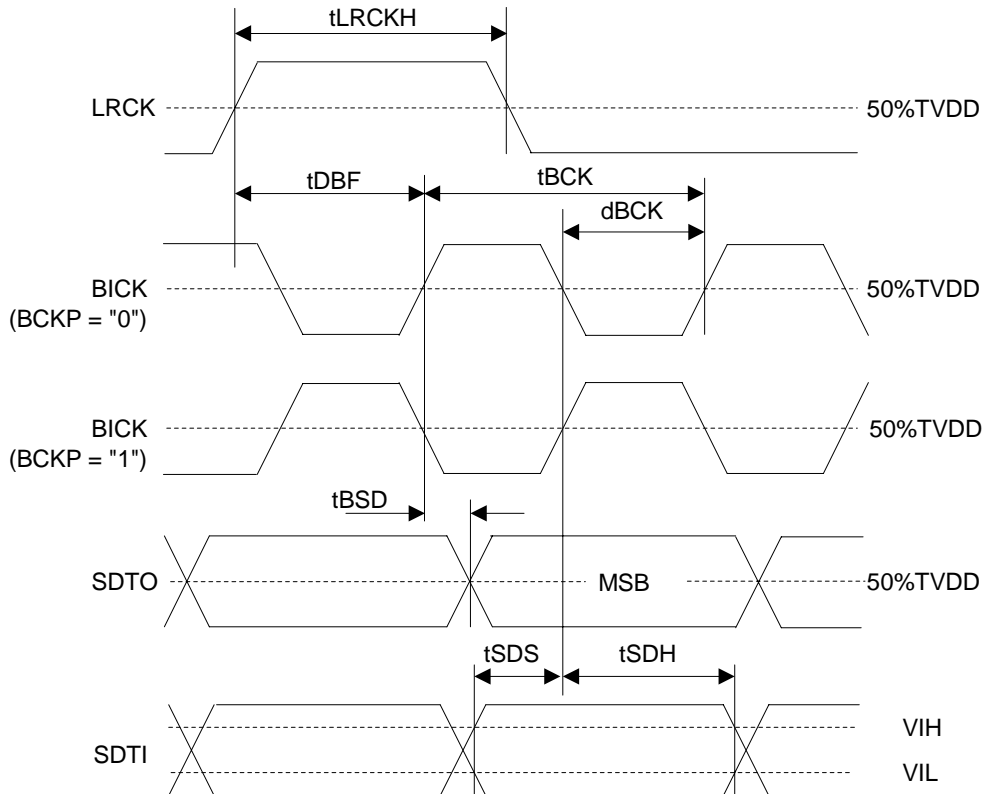 tLRCKH
LRCK
50%TVDD
tDBF
tBCK
dBCK
BICK
(BCKP = "0")
50%TVDD
BICK
(BCKP = "1")
50%TVDD
tBSD
SDTO
MSB
50%TVDD
tSDS
tSDH
SDTI
VIH
VIL